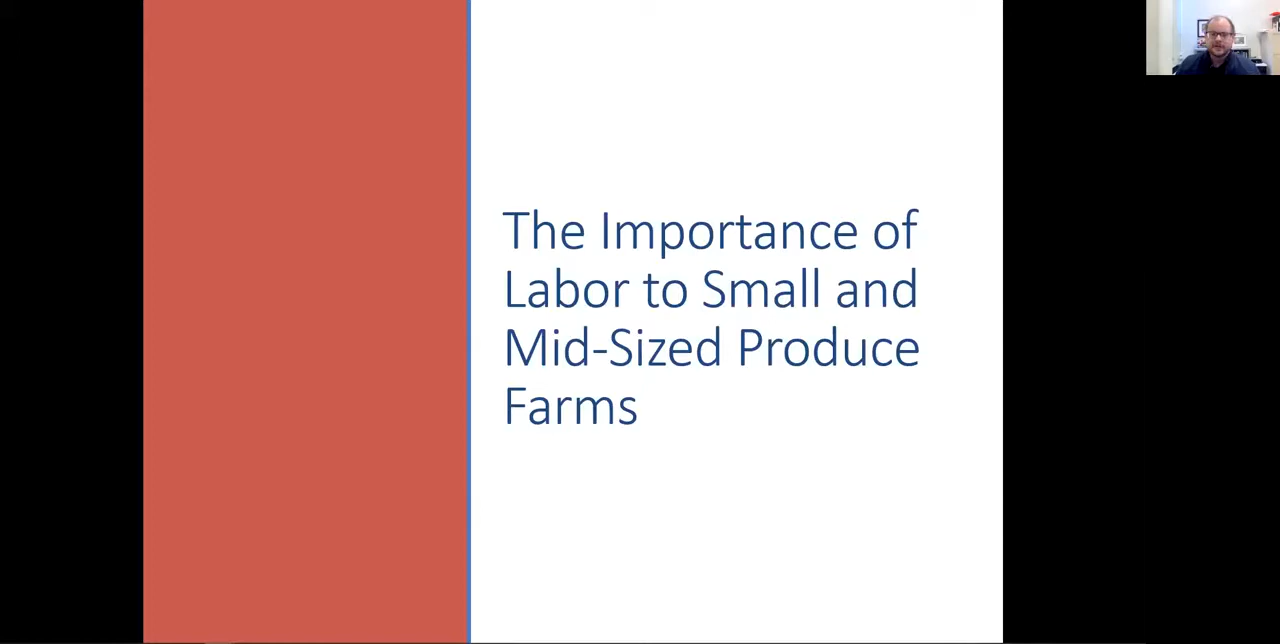 The Importance of
Labor to Small and
Mid-Sized Produce
Farms